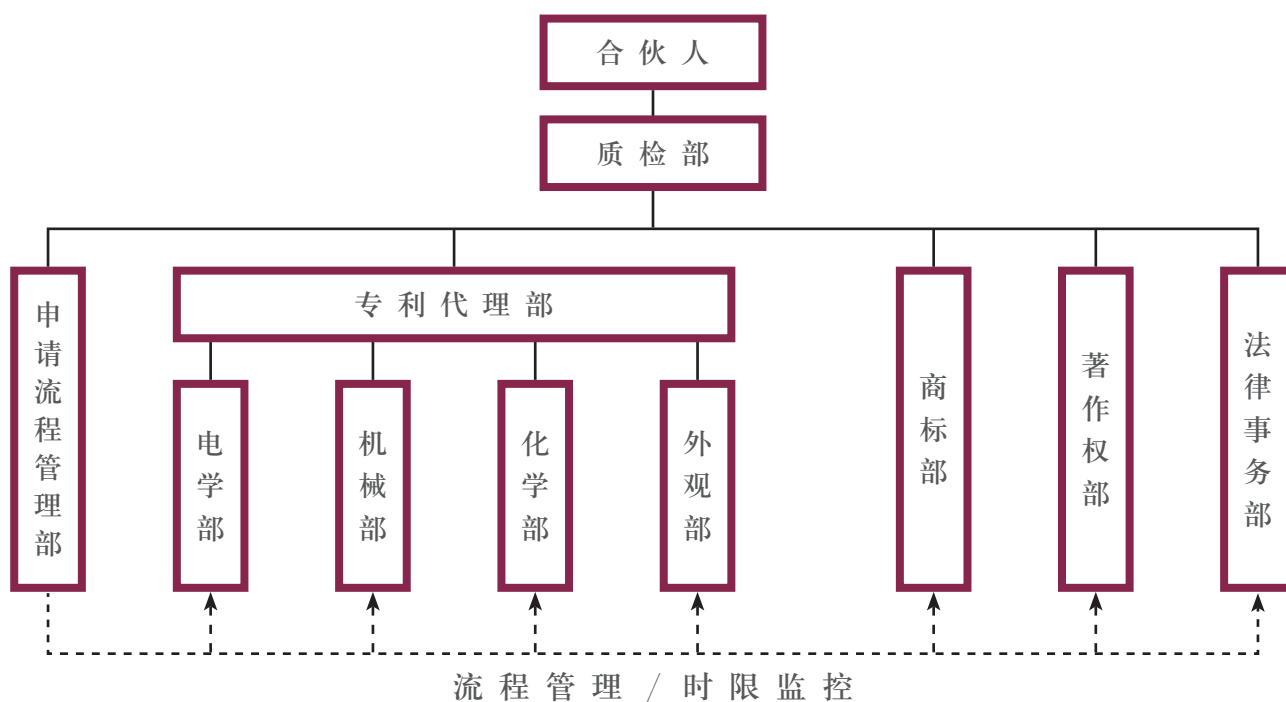 合伙人
质检部
申请流程管理部
专利代理部
电学部
机械部
化学部
外观部
商标部
著作权部
法律事务部
流程管理 / 时限监控